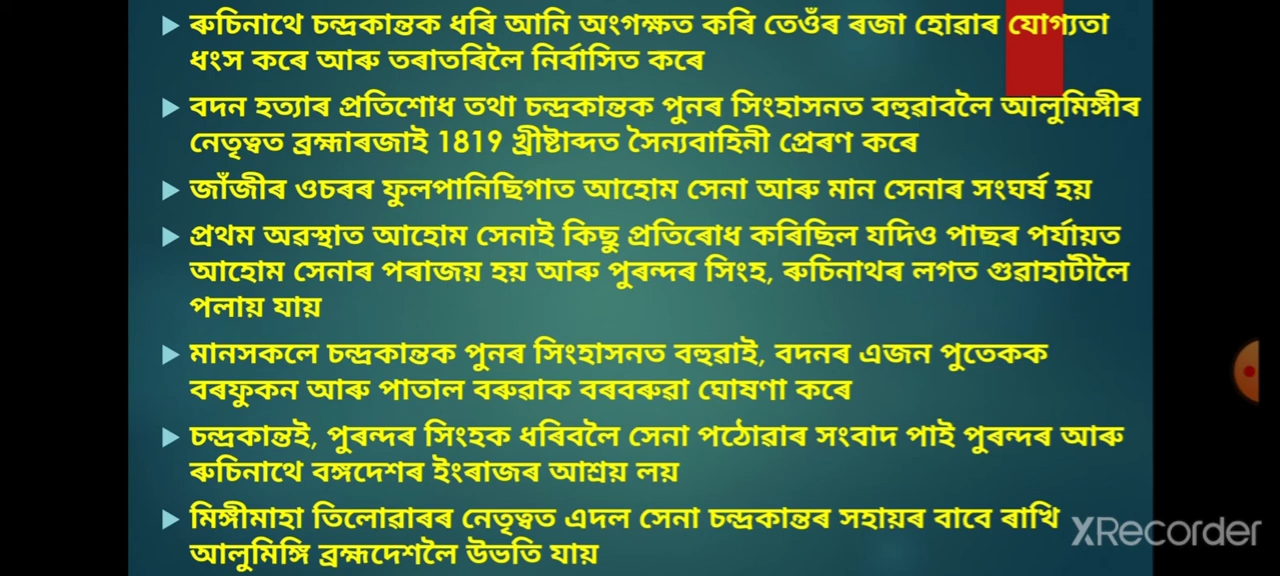 ৰুচিনাথে চন্দ্ৰকান্তক ধৰি আনি অংগক্ষত কৰি তেওঁৰ ৰজা হোৱাৰ যোগ্যতা
ধংস কৰে আৰু তৰাতৰিলৈ নিৰ্বাসিত কৰে
বদন হত্যাৰ প্ৰতিশোধ তথা চন্দ্ৰকান্তক পুনৰ সিংহাসনত বহুৱাবলৈ আলুমিঙ্গীৰ
নেতৃত্বত ব্ৰহ্মাৰজাই 1819 খ্ৰীষ্টাব্দত সৈন্যবাহিনী প্ৰেৰণ কৰে
জাঁজীৰ ওচৰৰ ফুলপানিছিগাত আহোম সেনা আৰু মান সেনাৰ সংঘৰ্ষ হয়
প্ৰথম অৱস্থাত আহোম সেনাই কিছু প্ৰতিৰোধ কৰিছিল যদিও পাছৰ পৰ্যায়ত
আহোম সেনাৰ পৰাজয় হয় আৰু পুৰন্দৰ সিংহ, ৰুচিনাথৰ লগত গুৱাহাটীলৈ
পলায় যায়
মানসকলে চন্দ্ৰকান্তক পুনৰ সিংহাসনত বহুৱাই, বদনৰ এজন পুতেকক
বৰফুকন আৰু পাতাল বৰুৱাক বৰবৰুৱা ঘোষণা কৰে
চন্দ্ৰকান্তই, পুৰন্দৰ সিংহক ধৰিবলৈ সেনা পঠোৱাৰ সংবাদ পাই পুৰন্দৰ আৰু
ৰুচিনাথে বঙ্গদেশৰ ইংৰাজৰ আশ্ৰয় লয়
মিঙ্গীমাহা তিলোৱাৰৰ নেতৃত্বত এদল সেনা চন্দ্ৰকান্তৰ সহায়ৰ বাবে ৰাখি
আলুমিঙ্গি ব্ৰহ্মদেশলৈ উভতি যায়
XRecorder